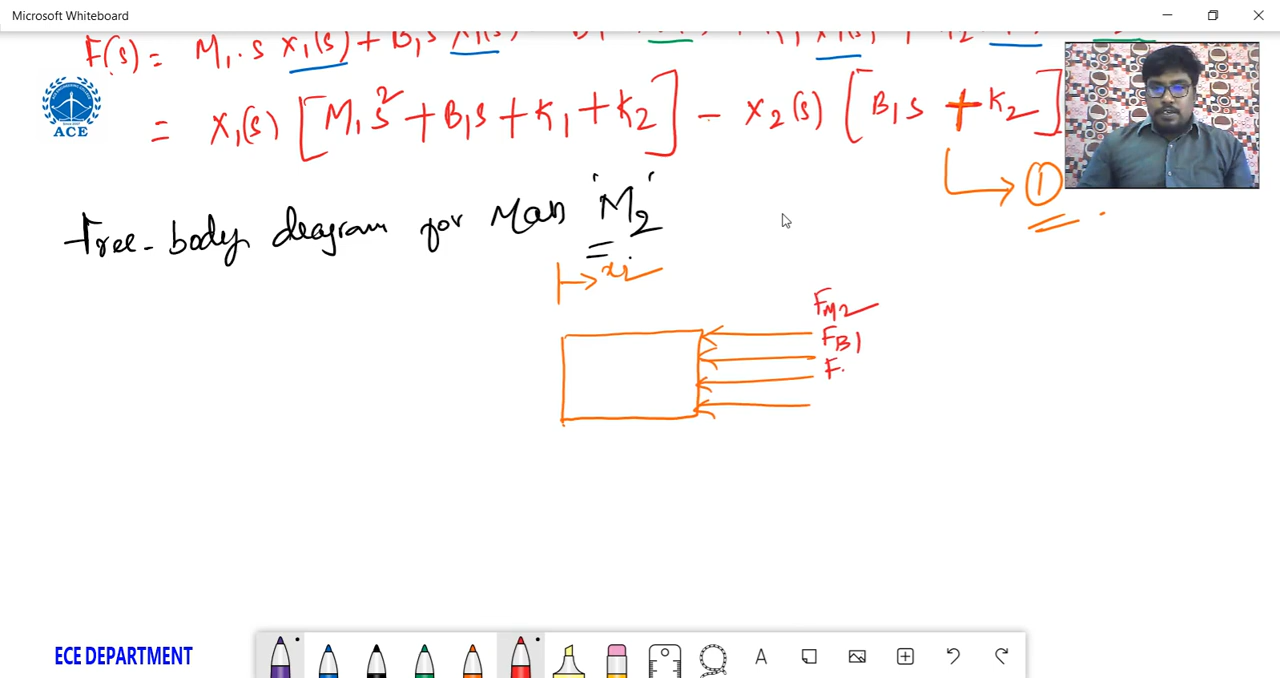 Microsoft Whiteboard
F(s) = M1 . s X1(s) + B1 s X1(s)
ACE
= X1(s) [M1 s² + B1 s + K1 + K2] - X2(s) [B1 s + K2]
①
Free-body deagram for Mass 'M2'
x2
FM2
FB1
F
ECE DEPARTMENT
A